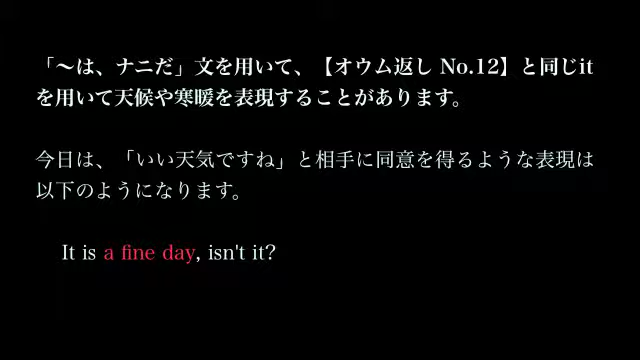 「〜は、ナニだ」文を用いて、【オウム返し No.12】と同じit
を用いて天候や寒暖を表現することがあります。
今日は、「いい天気ですね」と相手に同意を得るような表現は
以下のようになります。
It is a fine day, isn't it?